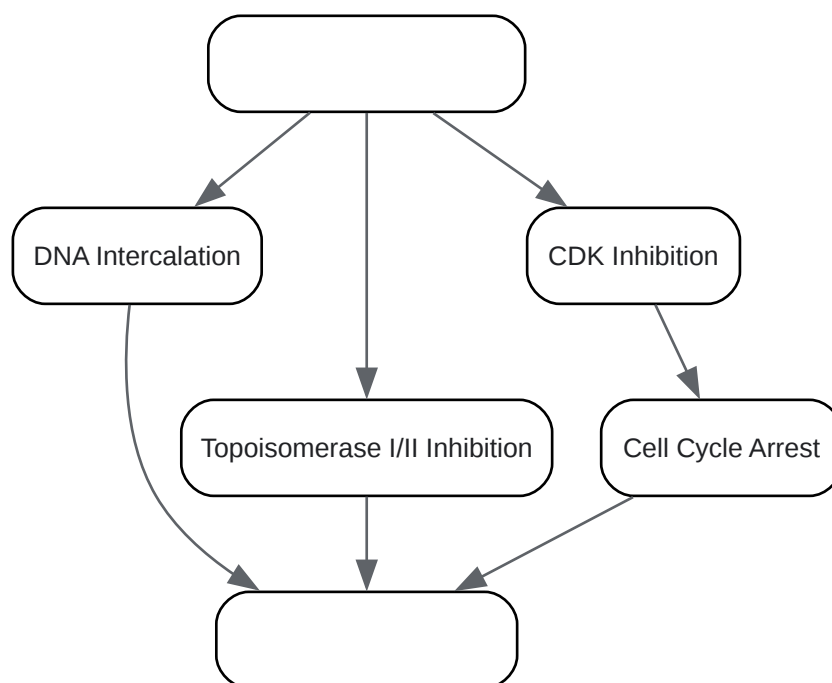 DNA Intercalation
CDK Inhibition
Topoisomerase I/II Inhibition
Cell Cycle Arrest